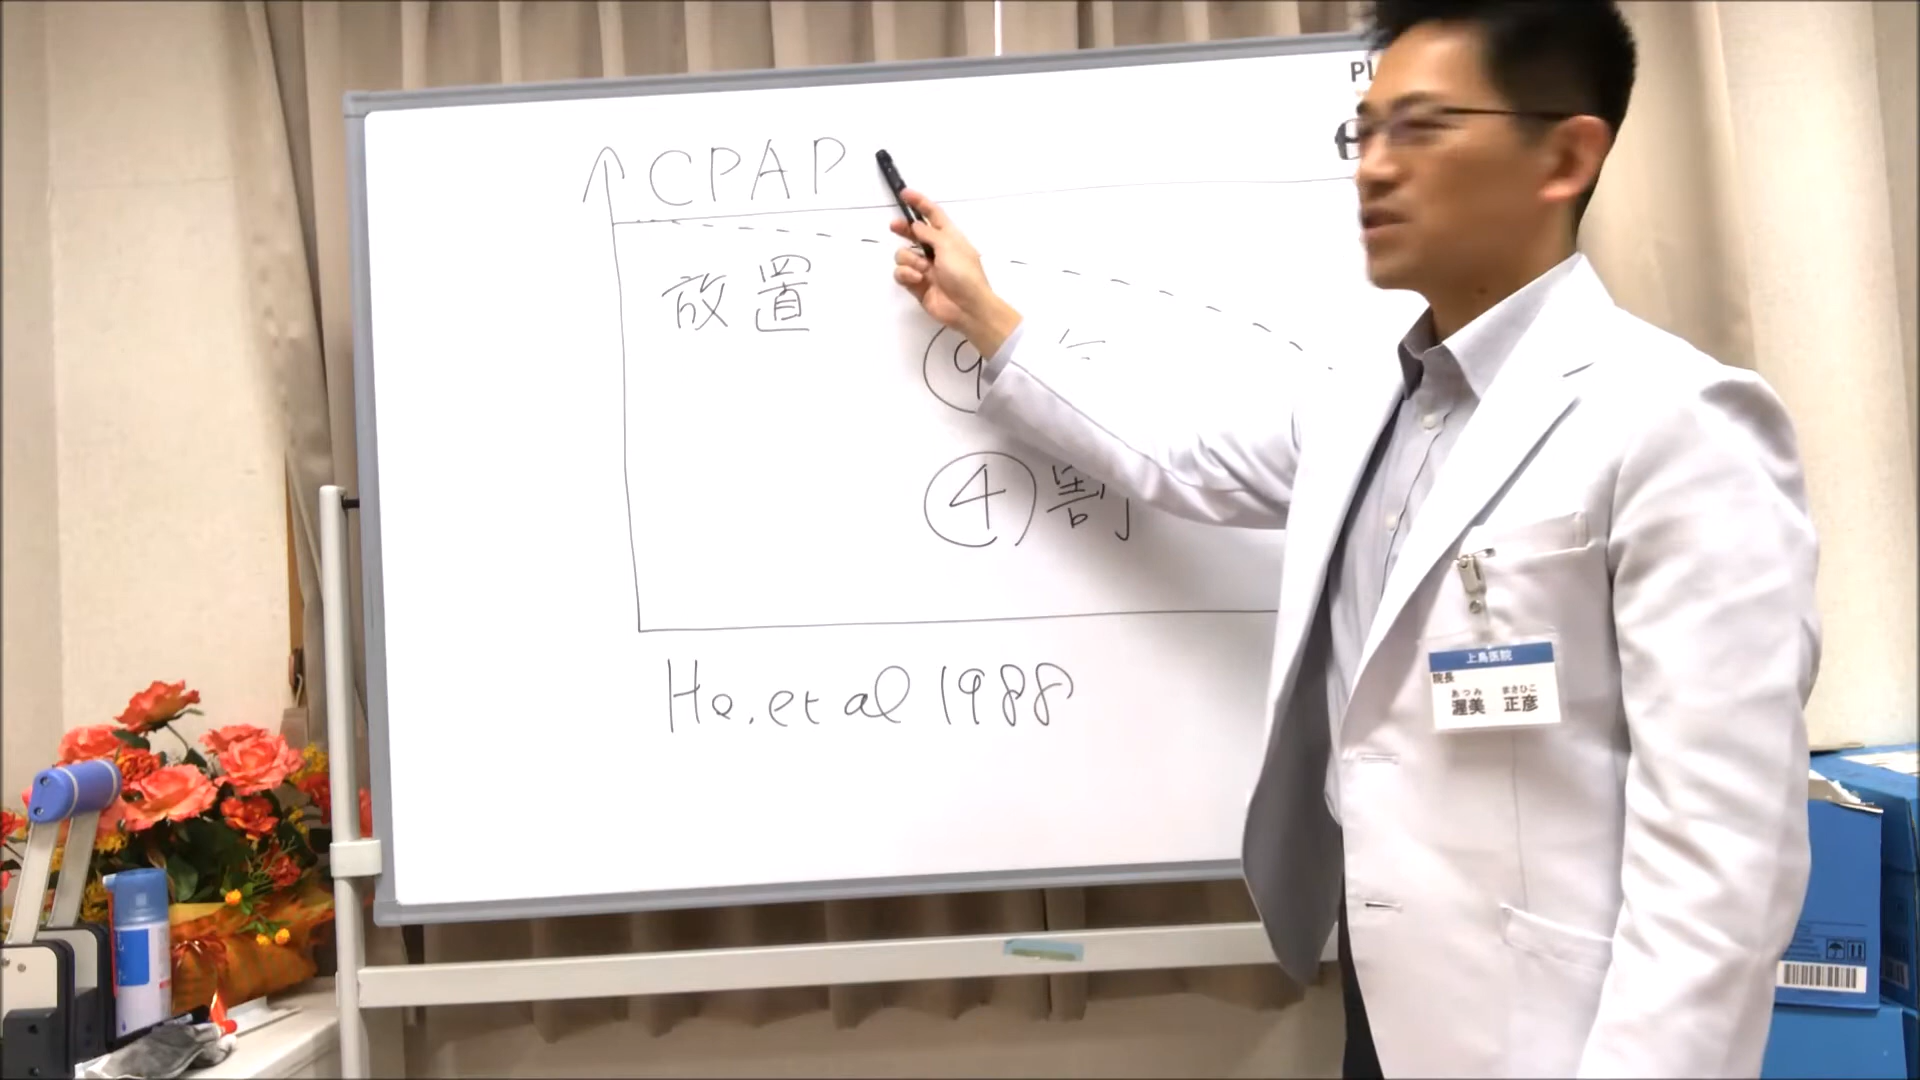 CPAP
放置
④割
He. et al 1988
上島医院
院長
あつみ まさひこ
渥美 正彦